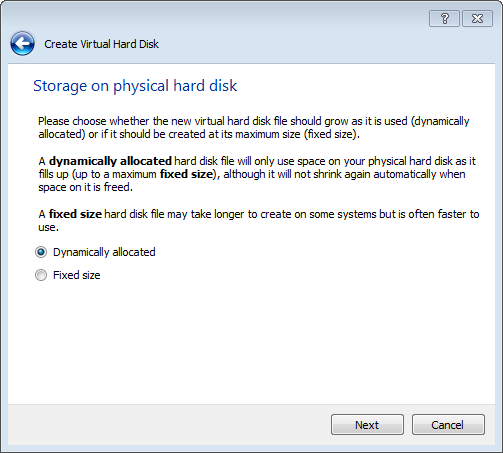 ?
Create Virtual Hard Disk
Storage on physical hard disk
Please choose whether the new virtual hard disk file should grow as it is used (dynamically
allocated) or if it should be created at its maximum size (fixed size).
A dynamically allocated hard disk file will only use space on your physical hard disk as it
fills up (up to a maximum fixed size), although it will not shrink again automatically when
space on it is freed.
A fixed size hard disk file may take longer to create on some systems but is often faster to
use.
Dynamically allocated
Fixed size
Next Cancel